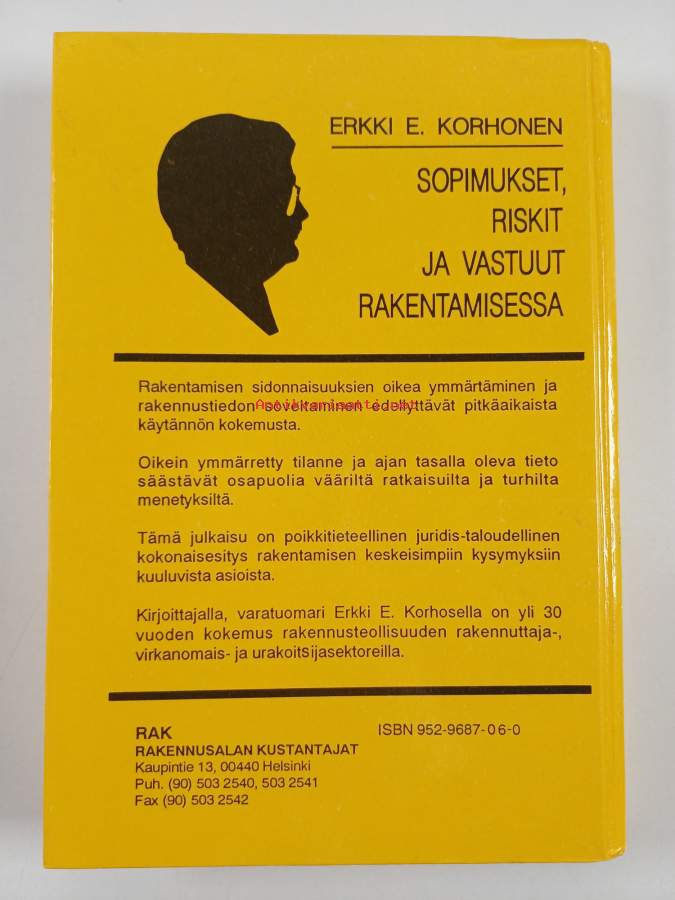 ERKKI E. KORHONEN
SOPIMUKSET,
RISKIT
JA VASTUUT
RAKENTAMISESSA
Rakentamisen sidonnaisuuksien oikea ymmärtäminen ja
rakennustiedon soveltaminen edellyttävät pitkäaikaista
käytännön kokemusta.
Antikvariaatti.net
Oikein ymmärretty tilanne ja ajan tasalla oleva tieto
säästävät osapuolia vääriltä ratkaisuilta ja turhilta
menetyksiltä.
Tämä julkaisu on poikkitieteellinen juridis-taloudellinen
kokonaisesitys rakentamisen keskeisimpiin kysymyksiin
kuuluvista asioista.
Kirjoittajalla, varatuomari Erkki E. Korhosella on yli 30
vuoden kokemus rakennusteollisuuden rakennuttaja-,
virkanomais- ja urakoitsijasektoreilla.
RAK
RAKENNUSALAN KUSTANTAJAT
Kaupintie 13, 00440 Helsinki
Puh. (90) 503 2540, 503 2541
Fax (90) 503 2542
ISBN 952-9687-06-0